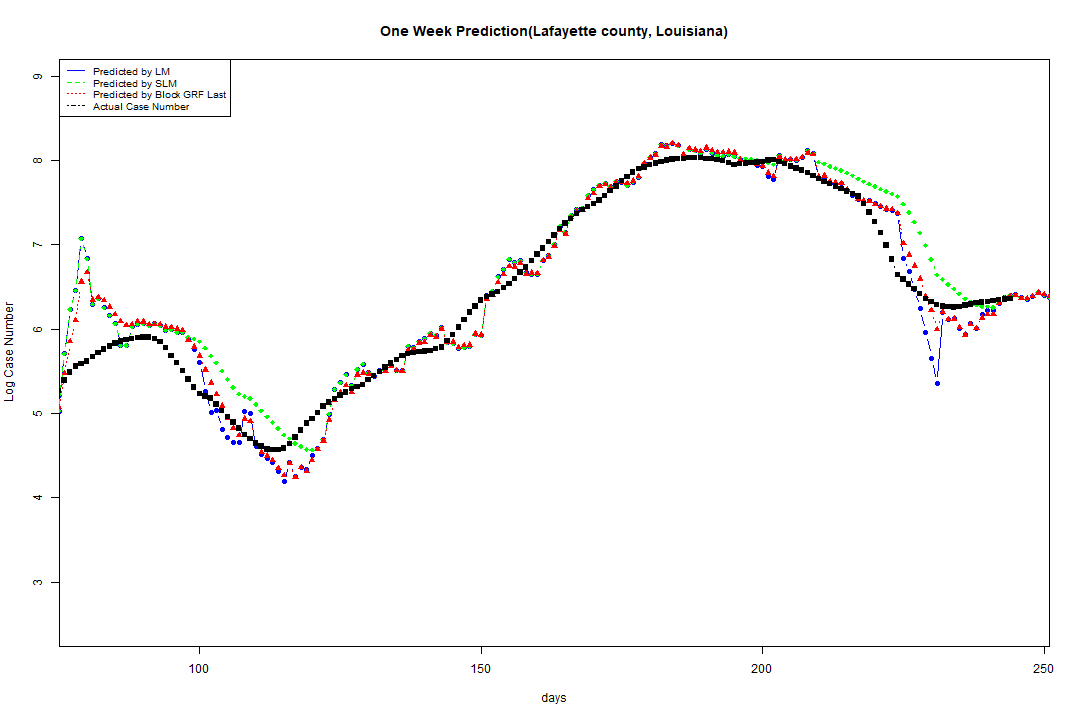 One Week Prediction(Lafayette county, Louisiana)
Predicted by LM
Predicted by SLM
Predicted by Block GRF Last
Actual Case Number
9
8
7
6
5
4
3
Log Case Number
100 150 200 250
days